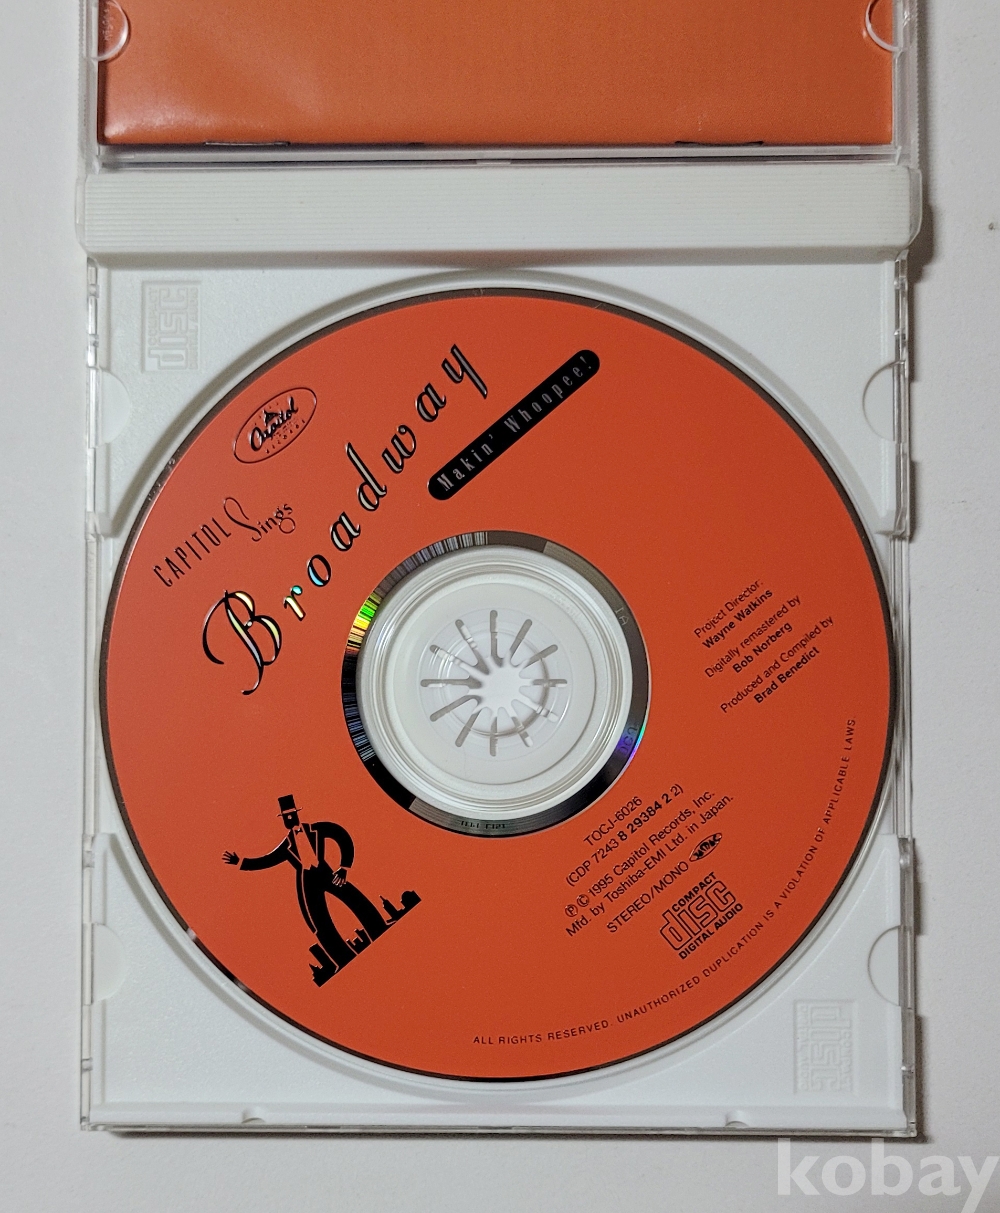 Capitol
RECORDS
CAPITOL Sings
Broadway
Makin' Whoopee!
Project Director:
Wayne Watkins
Digitally remastered by
Bob Norberg
Produced and Compiled by
Brad Benedict
TOCJ-6026
(CDP 7243 8 29384 2 2)
Ⓟ © 1995 Capitol Records, Inc.
Mfd. by Toshiba-EMI Ltd. in Japan.
STEREO/MONO
COMPACT
disc
DIGITAL AUDIO
ALL RIGHTS RESERVED. UNAUTHORIZED DUPLICATION IS A VIOLATION OF APPLICABLE LAWS.
disc
disc
kobay